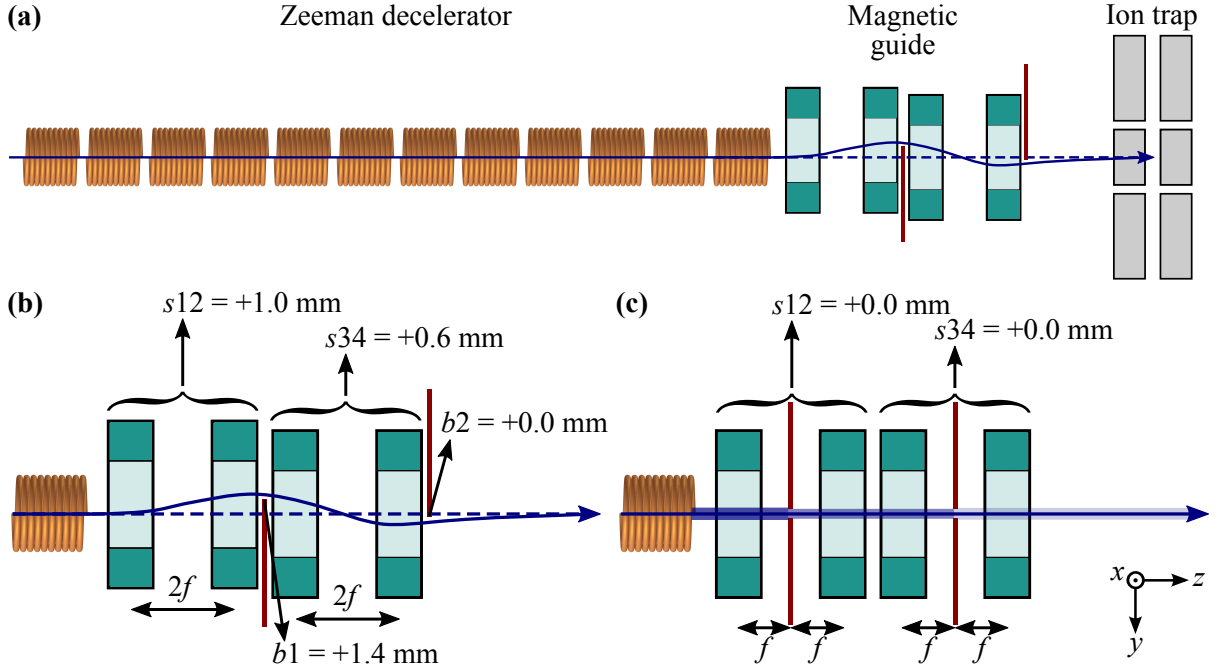 (a)
Zeeman decelerator
Magnetic
guide
Ion trap
(b)
s12 = +1.0 mm
s34 = +0.6 mm
b2 = +0.0 mm
2f
2f
b1 = +1.4 mm
(c)
s12 = +0.0 mm
s34 = +0.0 mm
f
f
f
f
x
z
y